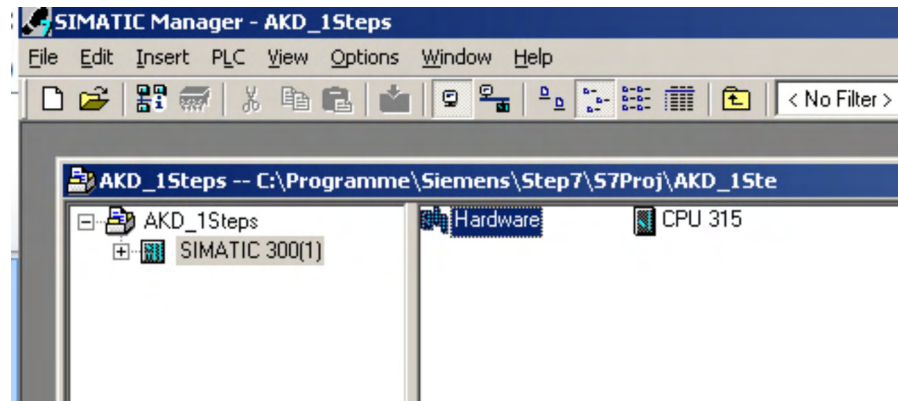 SIMATIC Manager - AKD_1Steps
File Edit Insert PLC View Options Window Help
< No Filter >
AKD_1Steps -- C:\Programme\Siemens\Step7\S7Proj\AKD_1Ste
AKD_1Steps Hardware CPU 315
SIMATIC 300(1)